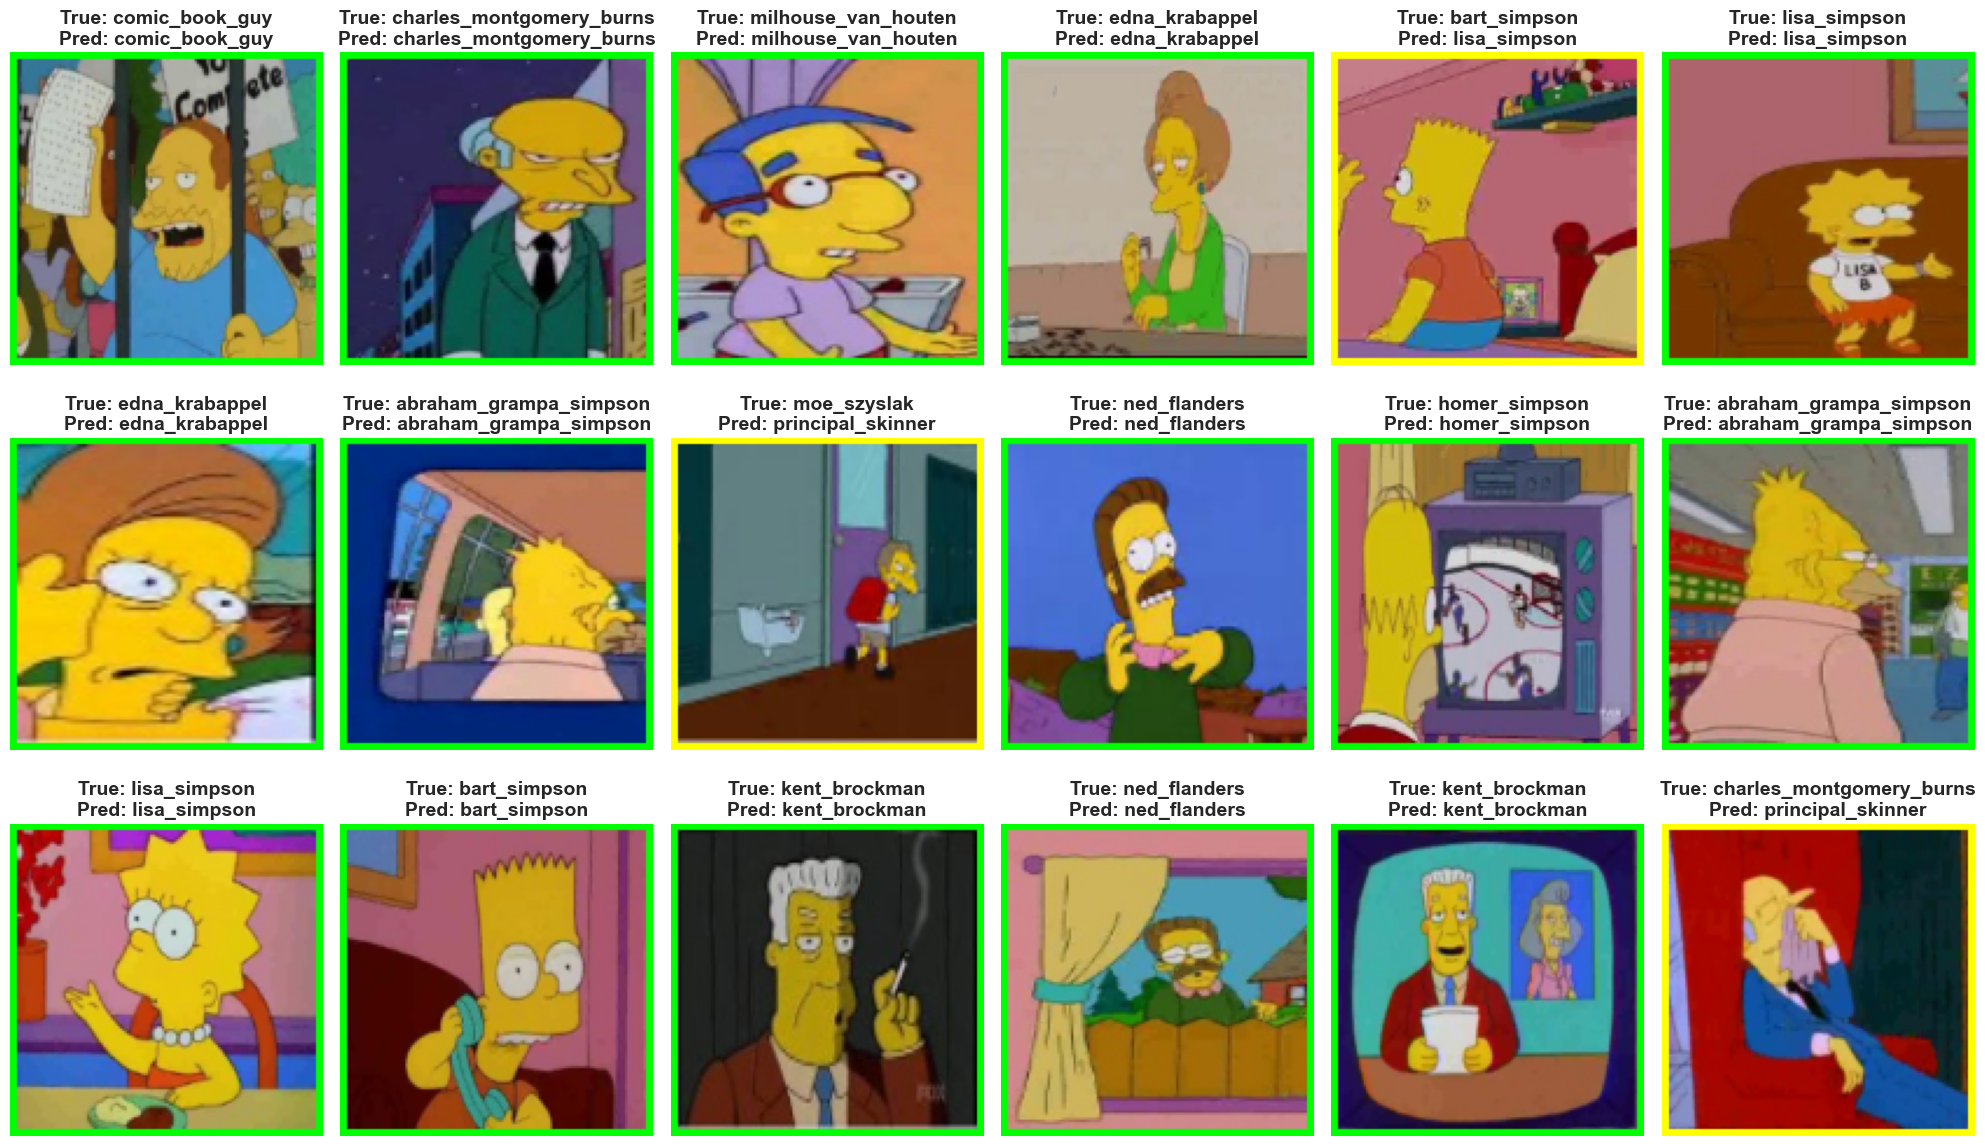 True: comic_book_guy
Pred: comic_book_guy
True: charles_montgomery_burns
Pred: charles_montgomery_burns
True: milhouse_van_houten
Pred: milhouse_van_houten
True: edna_krabappel
Pred: edna_krabappel
True: bart_simpson
Pred: lisa_simpson
True: lisa_simpson
Pred: lisa_simpson
Complete
LISA
B
True: edna_krabappel
Pred: edna_krabappel
True: abraham_grampa_simpson
Pred: abraham_grampa_simpson
True: moe_szyslak
Pred: principal_skinner
True: ned_flanders
Pred: ned_flanders
True: homer_simpson
Pred: homer_simpson
True: abraham_grampa_simpson
Pred: abraham_grampa_simpson
E Z
True: lisa_simpson
Pred: lisa_simpson
True: bart_simpson
Pred: bart_simpson
True: kent_brockman
Pred: kent_brockman
True: ned_flanders
Pred: ned_flanders
True: kent_brockman
Pred: kent_brockman
True: charles_montgomery_burns
Pred: principal_skinner
FOX